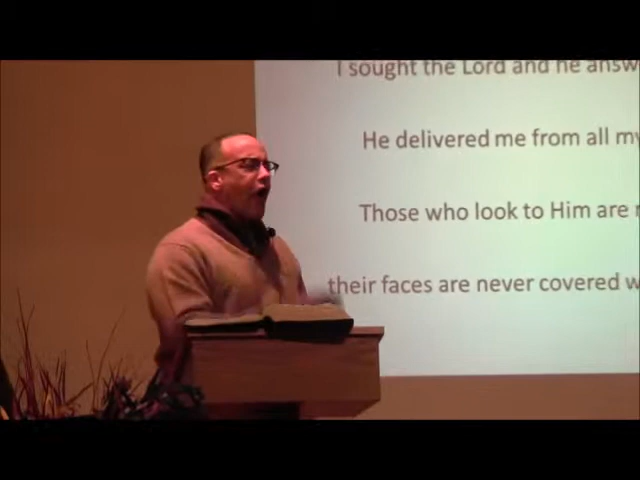 I sought the Lord and he answ
He delivered me from all my
Those who look to Him are
their faces are never covered w